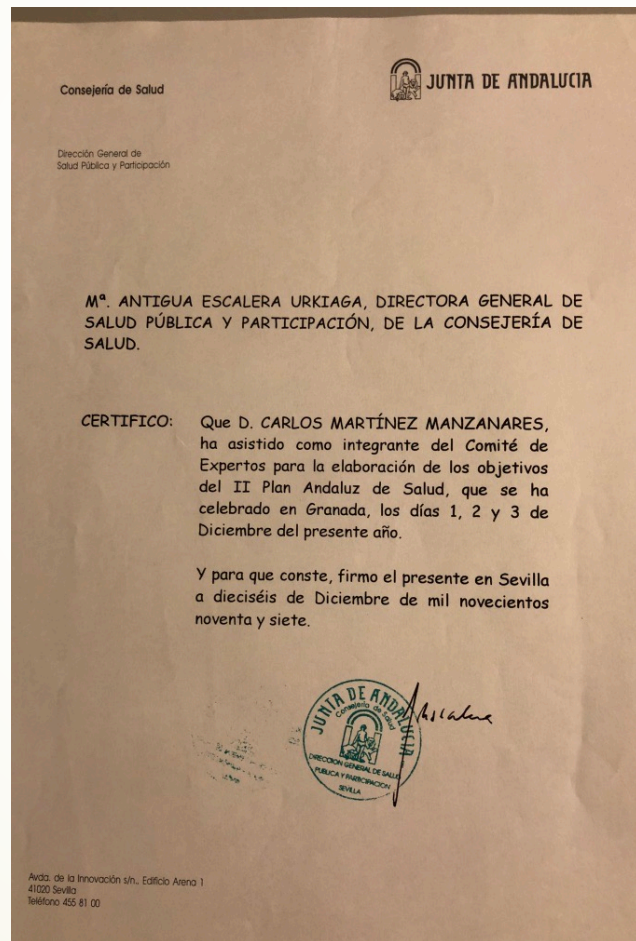 Consejería de Salud
JUNTA DE ANDALUCIA
Dirección General de
Salud Pública y Participación
Mª. ANTIGUA ESCALERA URKIAGA, DIRECTORA GENERAL DE
SALUD PÚBLICA Y PARTICIPACIÓN, DE LA CONSEJERÍA DE
SALUD.
CERTIFICO: Que D. CARLOS MARTÍNEZ MANZANARES,
ha asistido como integrante del Comité de
Expertos para la elaboración de los objetivos
del II Plan Andaluz de Salud, que se ha
celebrado en Granada, los días 1, 2 y 3 de
Diciembre del presente año.
Y para que conste, firmo el presente en Sevilla
a dieciséis de Diciembre de mil novecientos
noventa y siete.
JUNTA DE ANDALUCIA
Consejería de Salud
DIRECCION GENERAL DE SALUD
PUBLICA Y PARTICIPACION
SEVILLA
Avda. de la Innovación s/n., Edificio Arena 1
41020 Sevilla
Teléfono 455 81 00